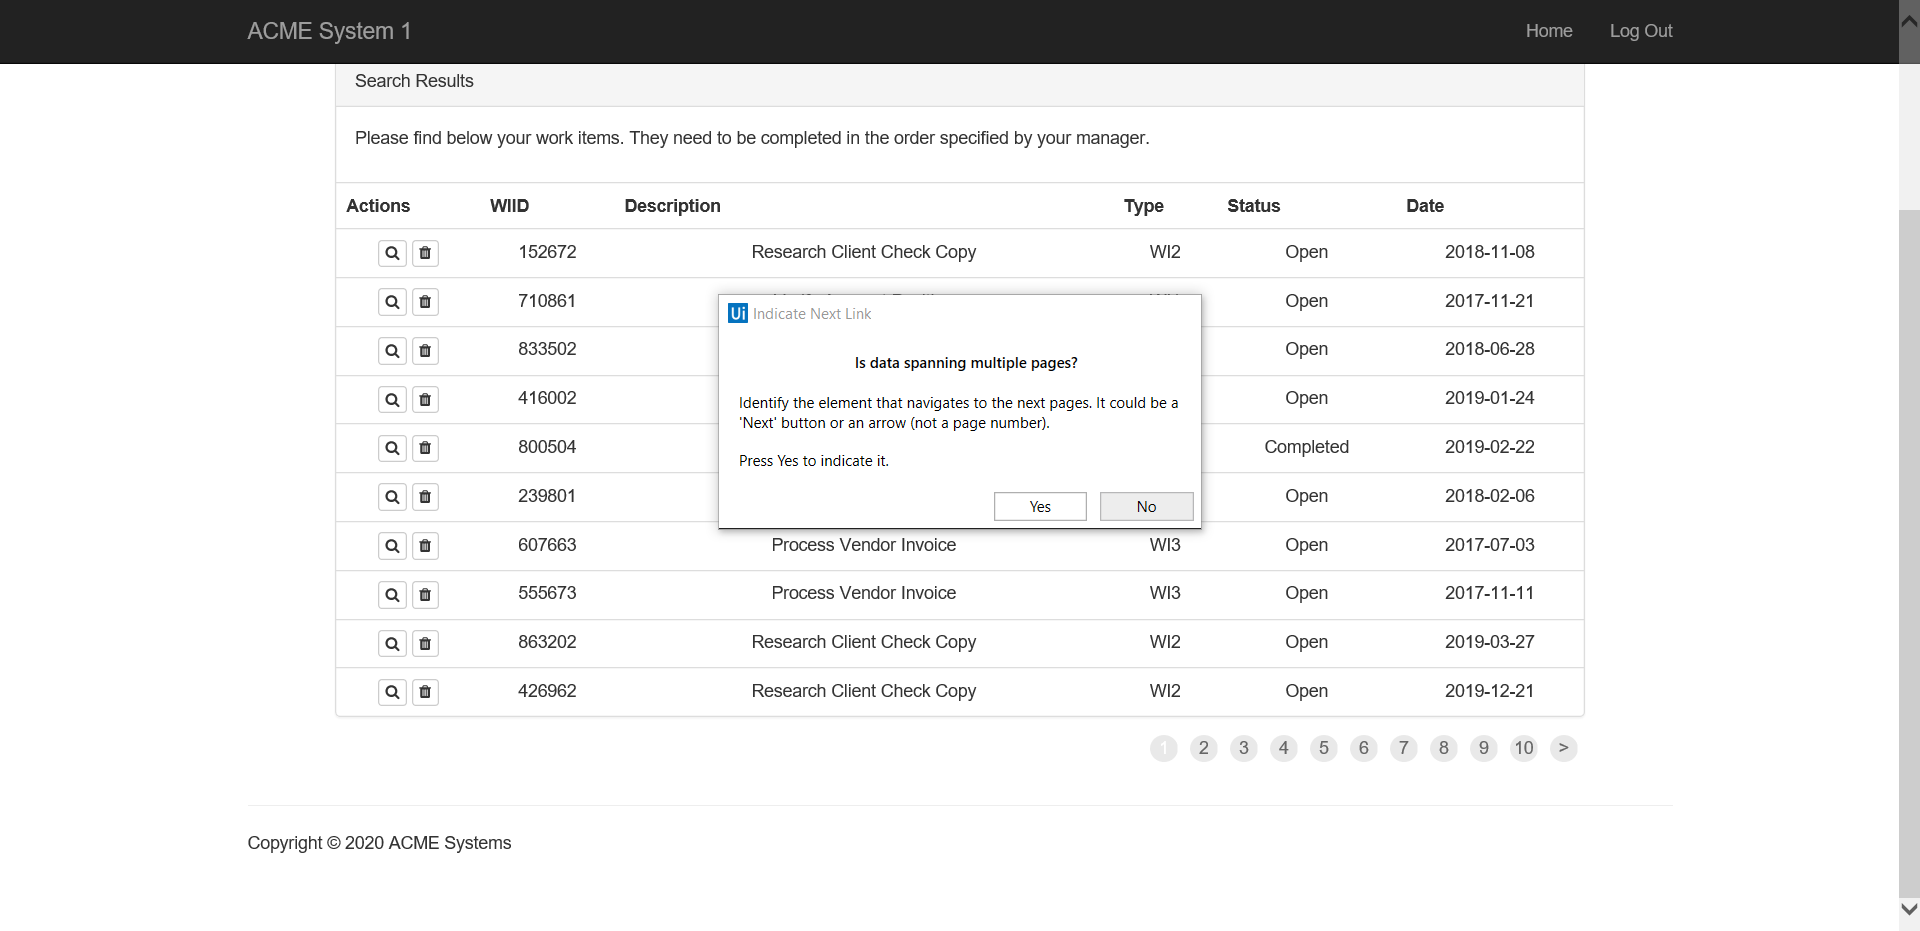 ACME System 1 Home Log Out
Search Results
Please find below your work items. They need to be completed in the order specified by your manager.
Actions WIID Description Type Status Date
152672 Research Client Check Copy WI2 Open 2018-11-08
710861 Open 2017-11-21
Ui Indicate Next Link
833502 Open 2018-06-28
Is data spanning multiple pages?
416002 Open 2019-01-24
Identify the element that navigates to the next pages. It could be a
'Next' button or an arrow (not a page number).
800504 Completed 2019-02-22
Press Yes to indicate it.
239801 Open 2018-02-06
Yes No
607663 Process Vendor Invoice WI3 Open 2017-07-03
555673 Process Vendor Invoice WI3 Open 2017-11-11
863202 Research Client Check Copy WI2 Open 2019-03-27
426962 Research Client Check Copy WI2 Open 2019-12-21
1 2 3 4 5 6 7 8 9 10 >
Copyright © 2020 ACME Systems